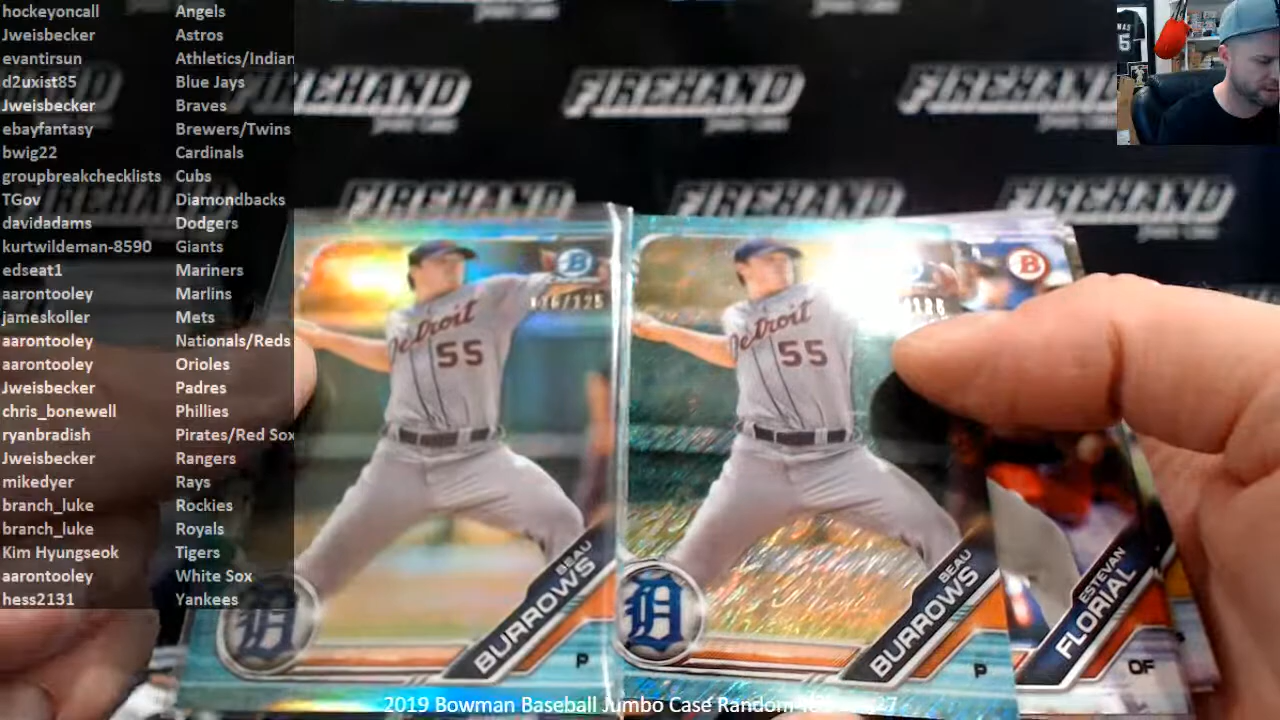 hockeyoncall Angels
Jweisbecker Astros
evantirsun Athletics/Indian
d2uxist85 Blue Jays
Jweisbecker Braves
ebayfantasy Brewers/Twins
bwig22 Cardinals
groupbreakchecklists Cubs
TGov Diamondbacks
davidadams Dodgers
kurtwildeman-8590 Giants
edseat1 Mariners
aarontooley Marlins
jameskoller Mets
aarontooley Nationals/Reds
aarontooley Orioles
Jweisbecker Padres
chris_bonewell Phillies
ryanbradish Pirates/Red Sox
Jweisbecker Rangers
mikedyer Rays
branch_luke Rockies
branch_luke Royals
Kim Hyungseok Tigers
aarontooley White Sox
hess2131 Yankees
FIREHAND
FIREHAND
FIREHAND
FIREHAND
FIREHAND
FIREHAND
B
Detroit
55
D
BEAU
BURROWS
P
Detroit
55
D
BEAU
BURROWS
P
B
ESTEVAN
FLORIAL
OF
5
2019 Bowman Baseball Jumbo Case Random